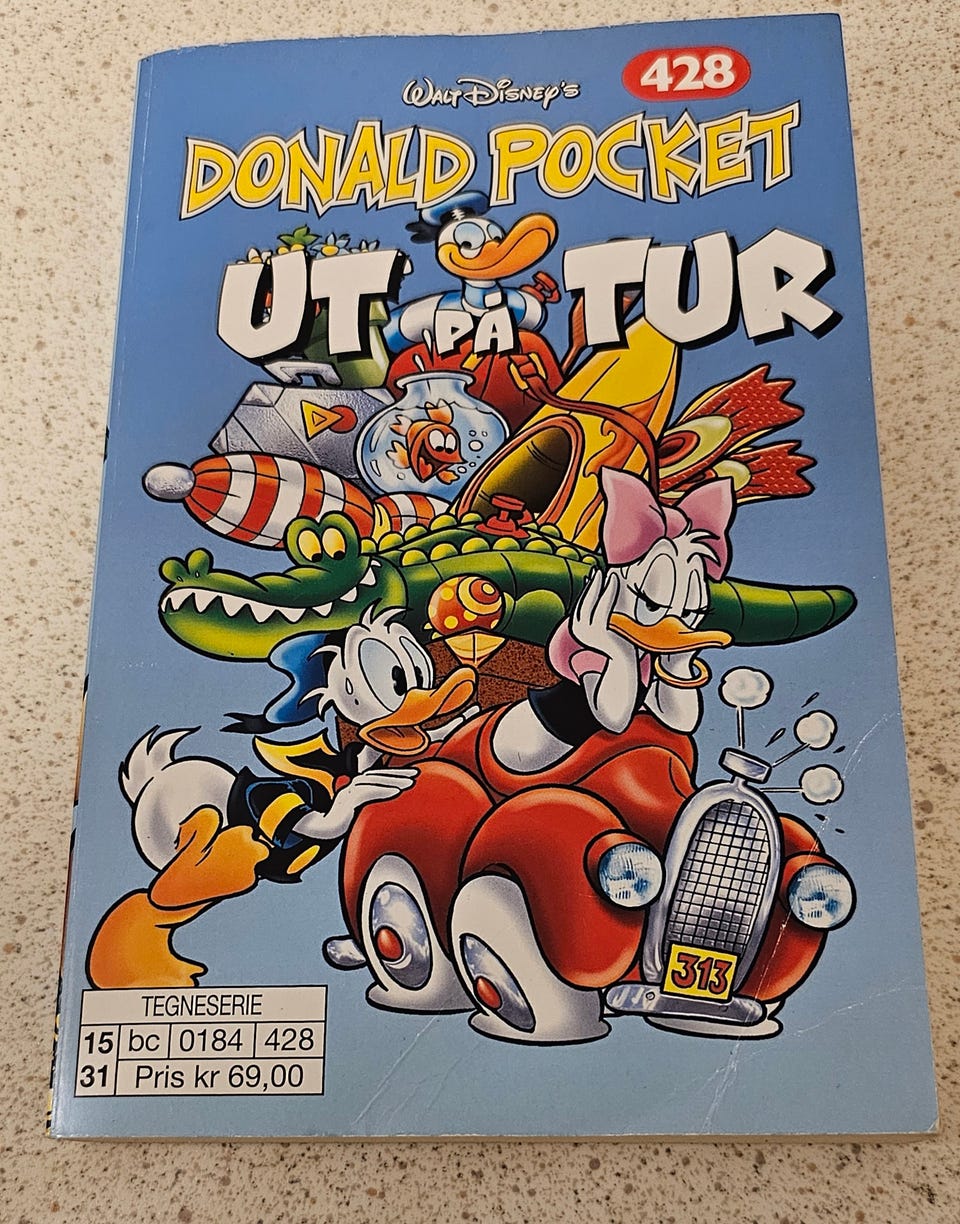 428
WALT DISNEY'S
DONALD POCKET
UT PÅ TUR
313
TEGNESERIE
15 bc 0184 428
31 Pris kr 69,00